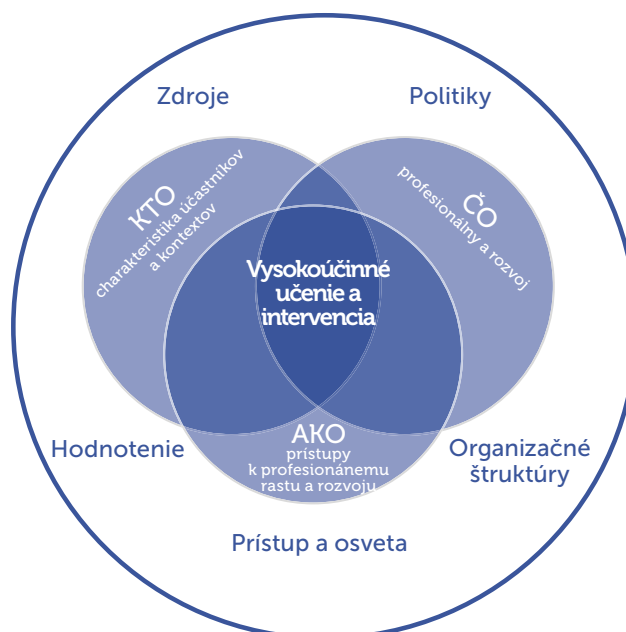 Zdroje
Politiky
KTO
charakteristika účastníkov
a kontextov
ČO
profesionálny a rozvoj
Vysokoúčinné
učenie a
intervencia
Hodnotenie
AKO
prístupy
k profesionánemu
rastu a rozvoju
Organizačné
štruktúry
Prístup a osveta